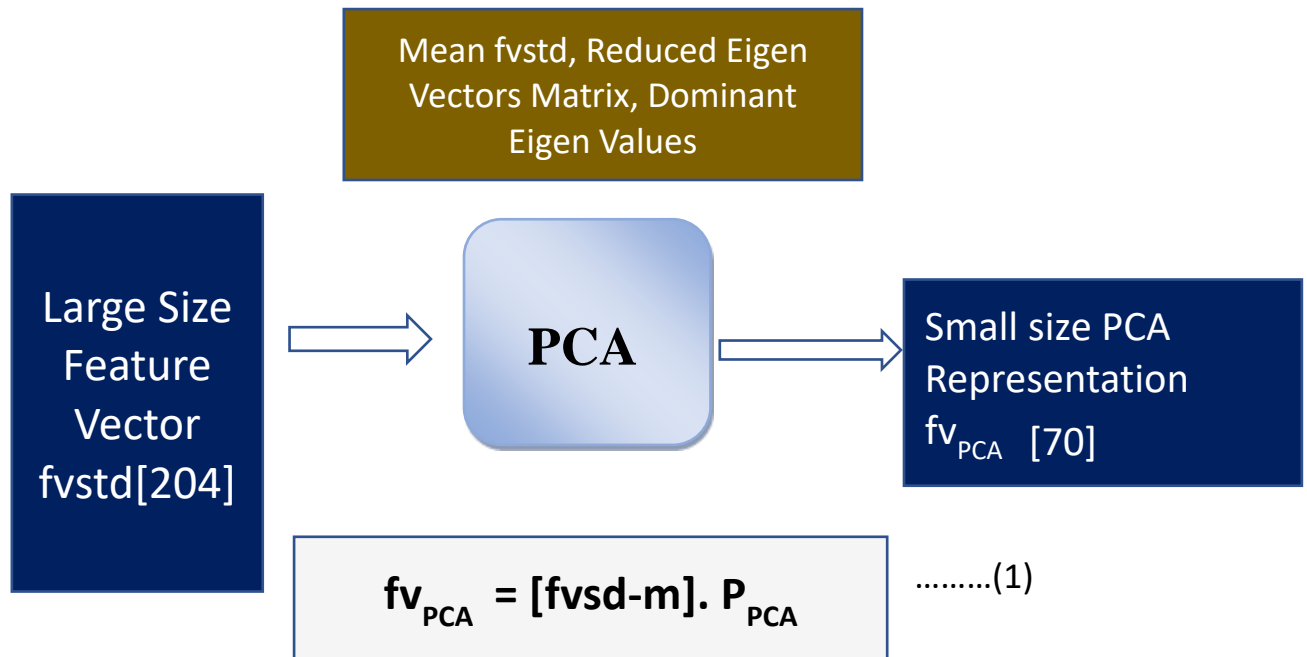 Mean fvstd, Reduced Eigen
Vectors Matrix, Dominant
Eigen Values
Large Size
Feature
Vector
fvstd[204]
PCA
Small size PCA
Representation
fvPCA [70]
fvPCA = [fvsd-m]. PPCA
………(1)